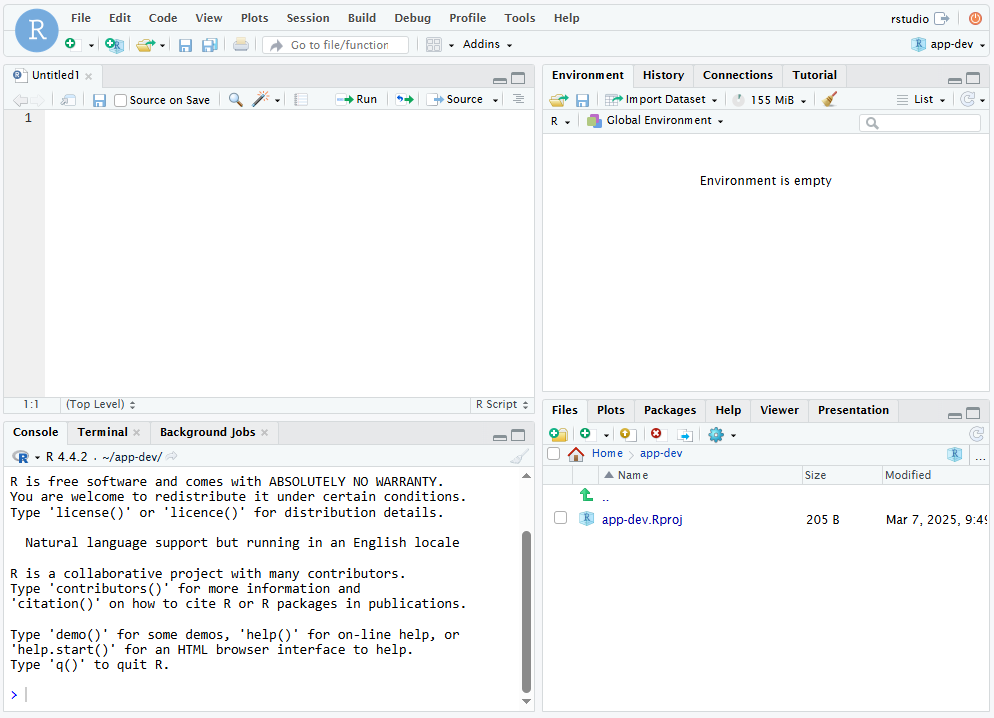 File Edit Code View Plots Session Build Debug Profile Tools Help
rstudio
R
Go to file/function
Addins
app-dev
Untitled1
Source on Save
Run
Source
1
1:1 (Top Level) R Script
Console Terminal Background Jobs
R 4.4.2 · ~/app-dev/
R is free software and comes with ABSOLUTELY NO WARRANTY.
You are welcome to redistribute it under certain conditions.
Type 'license()' or 'licence()' for distribution details.
Natural language support but running in an English locale
R is a collaborative project with many contributors.
Type 'contributors()' for more information and
'citation()' on how to cite R or R packages in publications.
Type 'demo()' for some demos, 'help()' for on-line help, or
'help.start()' for an HTML browser interface to help.
Type 'q()' to quit R.
>
Environment History Connections Tutorial
Import Dataset 155 MiB List
R Global Environment
Environment is empty
Files Plots Packages Help Viewer Presentation
Home app-dev ...
Name Size Modified
..
app-dev.Rproj 205 B Mar 7, 2025, 9:49